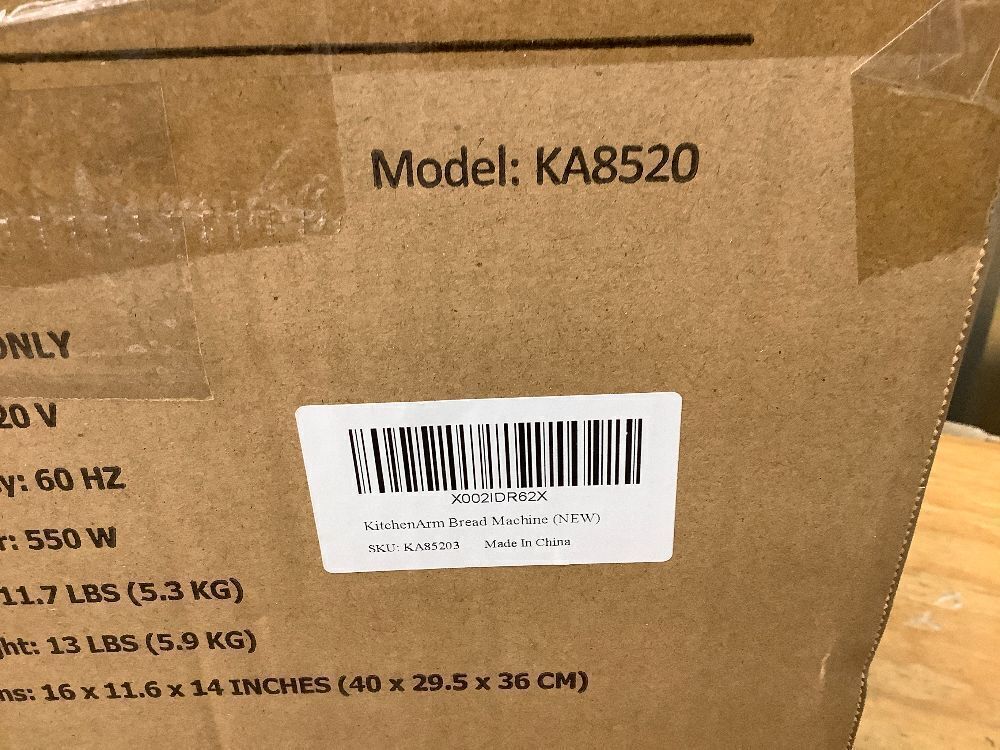 Model: KA8520
ONLY
20 V
y: 60 HZ
r: 550 W
X002IDR62X
KitchenArm Bread Machine (NEW)
SKU: KA85203 Made In China
11.7 LBS (5.3 KG)
ht: 13 LBS (5.9 KG)
ns: 16 x 11.6 x 14 INCHES (40 x 29.5 x 36 CM)